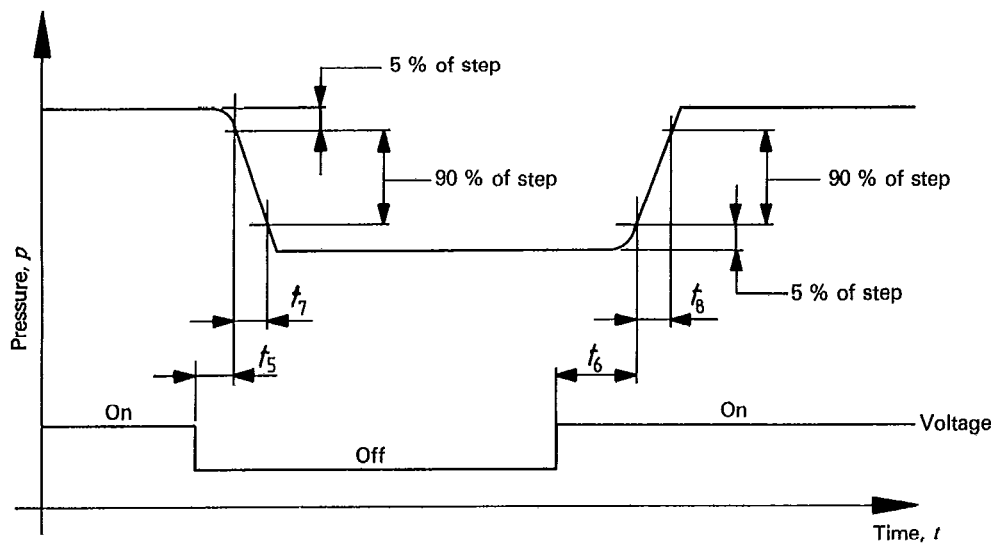 5 % of step
90 % of step
90 % of step
5 % of step
Pressure, p
t7
t8
t5
t6
On
On
Voltage
Off
Time, t